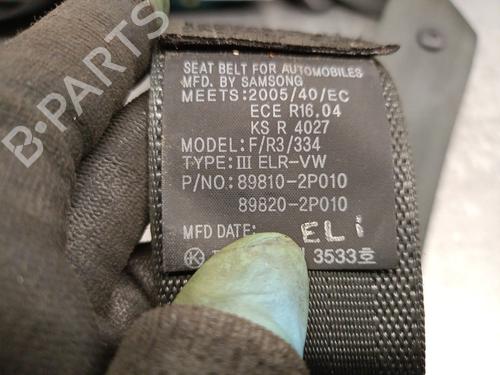 SEAT BELT FOR AUTOMOBILES
MFD. BY SAMSONG
MEETS:2005/40/EC
ECE R16.04
KS R 4027
MODEL:F/R3/334
TYPE:III ELR-VW
P/NO:89810-2P010
89820-2P010
MFD DATE: ELi
K 3533호
B-PARTS